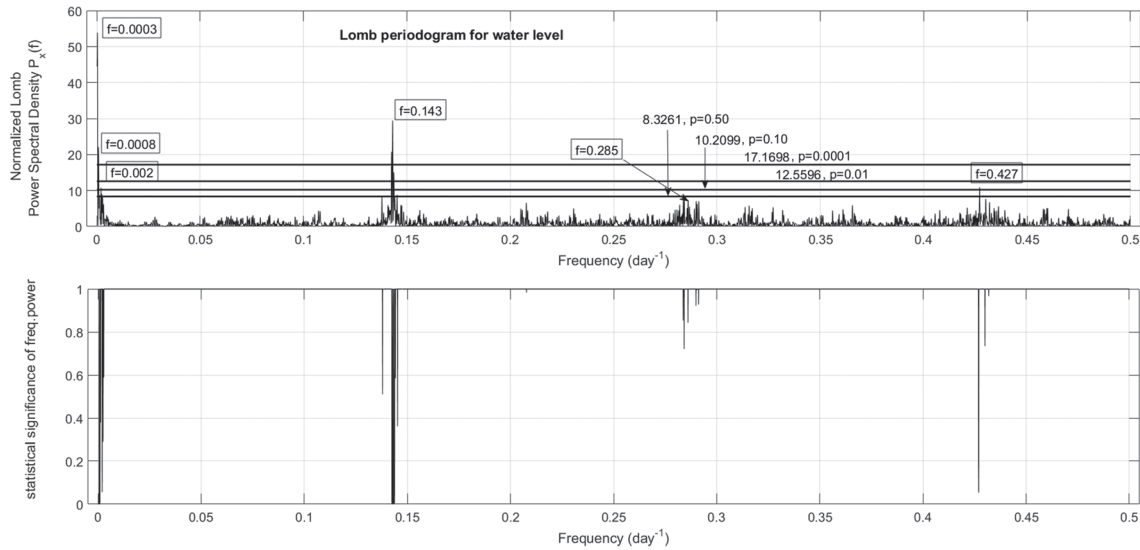 Lomb periodogram for water level
Normalized Lomb
Power Spectral Density Pₓ(f)
60
50
40
30
20
10
0
f=0.0003
f=0.0008
f=0.002
f=0.143
f=0.285
8.3261, p=0.50
10.2099, p=0.10
17.1698, p=0.0001
12.5596, p=0.01
f=0.427
0 0.05 0.1 0.15 0.2 0.25 0.3 0.35 0.4 0.45 0.5
Frequency (day⁻¹)
statistical significance of freq.power
1
0.8
0.6
0.4
0.2
0
0 0.05 0.1 0.15 0.2 0.25 0.3 0.35 0.4 0.45 0.5
Frequency (day⁻¹)